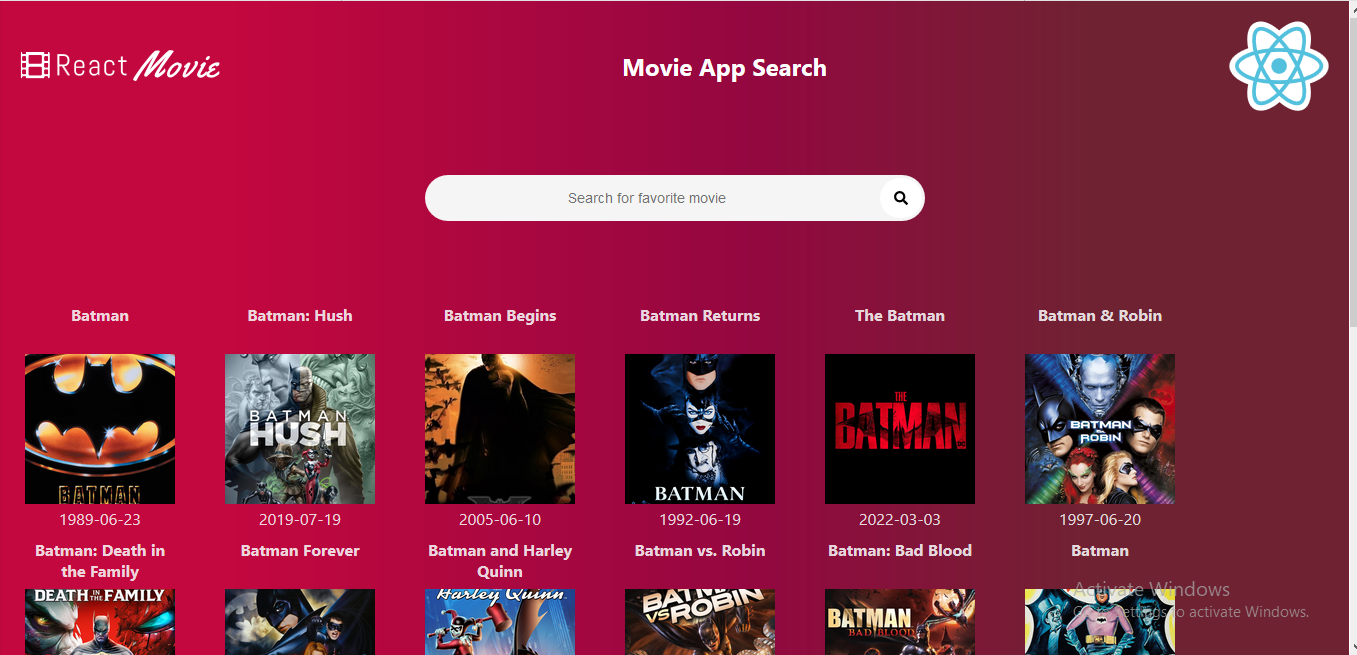 React Movie
Movie App Search
Search for favorite movie
Batman
Batman: Hush
Batman Begins
Batman Returns
The Batman
Batman & Robin
BATMAN
BATMAN
HUSH
BATMAN
THE
BATMAN
BATMAN
ROBIN
1989-06-23
2019-07-19
2005-06-10
1992-06-19
2022-03-03
1997-06-20
Batman: Death in
the Family
Batman Forever
Batman and Harley
Quinn
Batman vs. Robin
Batman: Bad Blood
Batman
DEATH IN THE FAMILY
Harley Quinn
BATMAN
VS ROBIN
BATMAN
BAD BLOOD
Activate Windows
Go to Settings to activate Windows.